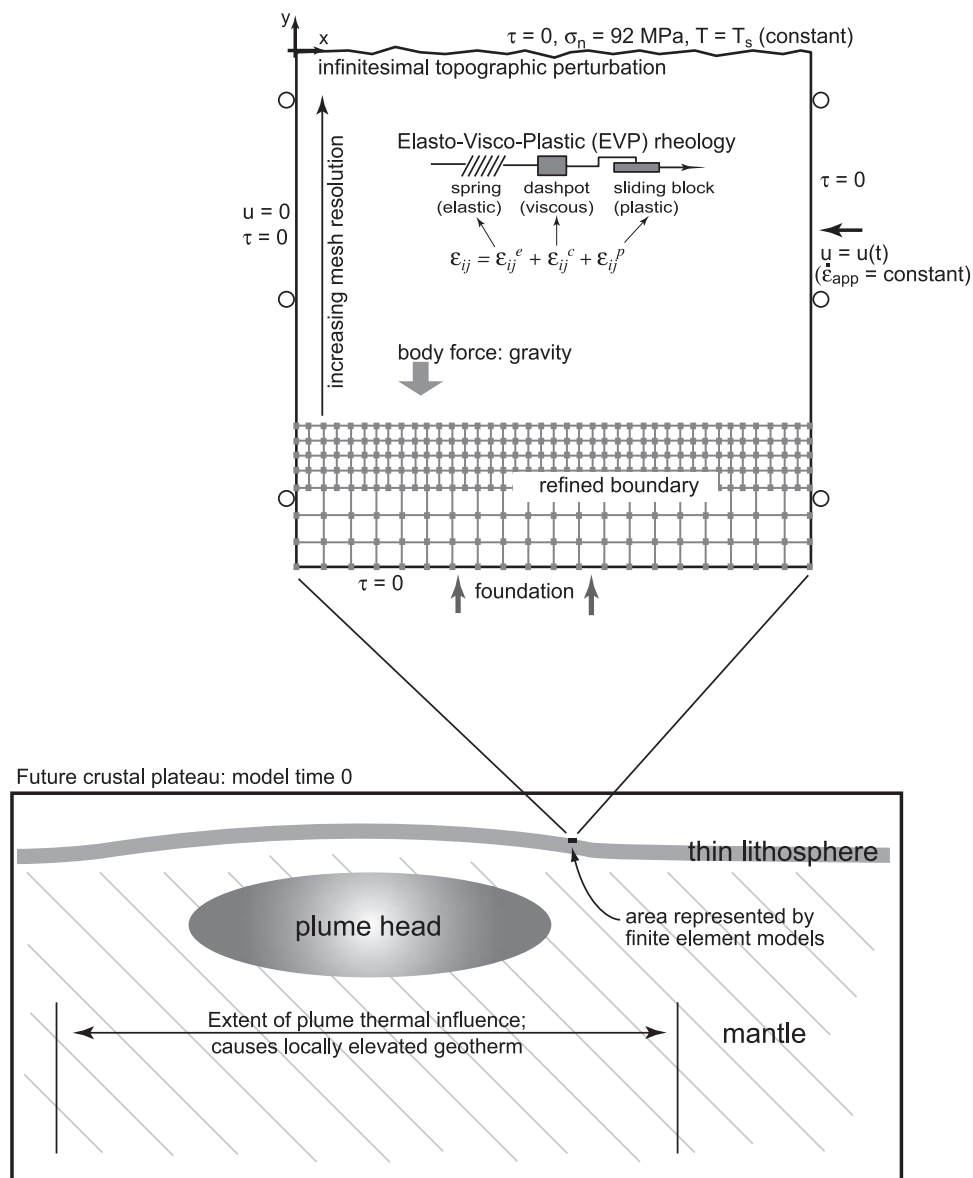 y
x
τ = 0, σn = 92 MPa, T = Ts (constant)
infinitesimal topographic perturbation
increasing mesh resolution
Elasto-Visco-Plastic (EVP) rheology
spring
(elastic)
dashpot
(viscous)
sliding block
(plastic)
εij = εij^e + εij^c + εij^p
u = 0
τ = 0
τ = 0
u = u(t)
(ε̇app = constant)
body force: gravity
refined boundary
τ = 0
foundation
Future crustal plateau: model time 0
thin lithosphere
plume head
area represented by
finite element models
Extent of plume thermal influence;
causes locally elevated geotherm
mantle